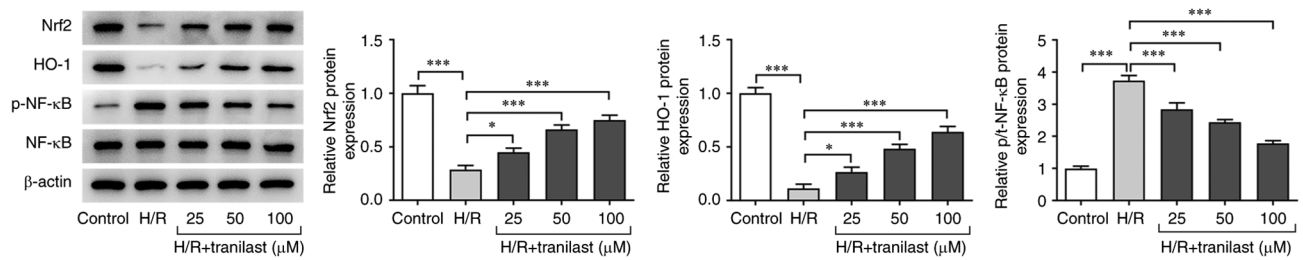 Nrf2
HO-1
p-NF-κB
NF-κB
β-actin
Control H/R 25 50 100
H/R+tranilast (μM)
Relative Nrf2 protein
expression
1.5
1.0
0.5
0.0
***
*
***
***
Control H/R 25 50 100
H/R+tranilast (μM)
Relative HO-1 protein
expression
1.5
1.0
0.5
0.0
***
*
***
***
Control H/R 25 50 100
H/R+tranilast (μM)
Relative p/t-NF-κB protein
expression
5
4
3
2
1
0
***
***
***
***
Control H/R 25 50 100
H/R+tranilast (μM)